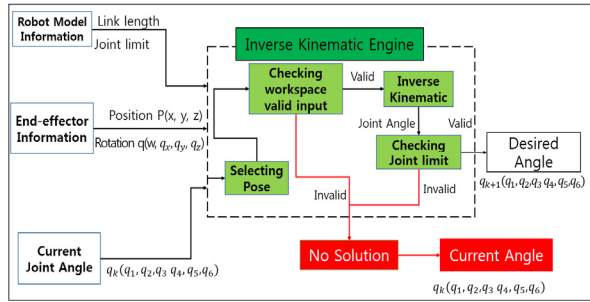 Robot Model
Information
Link length
Joint limit
Inverse Kinematic Engine
Checking
workspace
valid input
Valid
Inverse
Kinematic
End-effector
Information
Position P(x, y, z)
Rotation q(w, qₓ, qᵧ, q_z)
Joint Angle
Valid
Selecting
Pose
Checking
Joint limit
Desired
Angle
qₖ₊₁(q₁, q₂,q₃ q₄, q₅,q₆)
Invalid
Invalid
Current
Joint Angle
qₖ(q₁, q₂,q₃ q₄, q₅,q₆)
No Solution
Current Angle
qₖ(q₁, q₂,q₃ q₄, q₅,q₆)